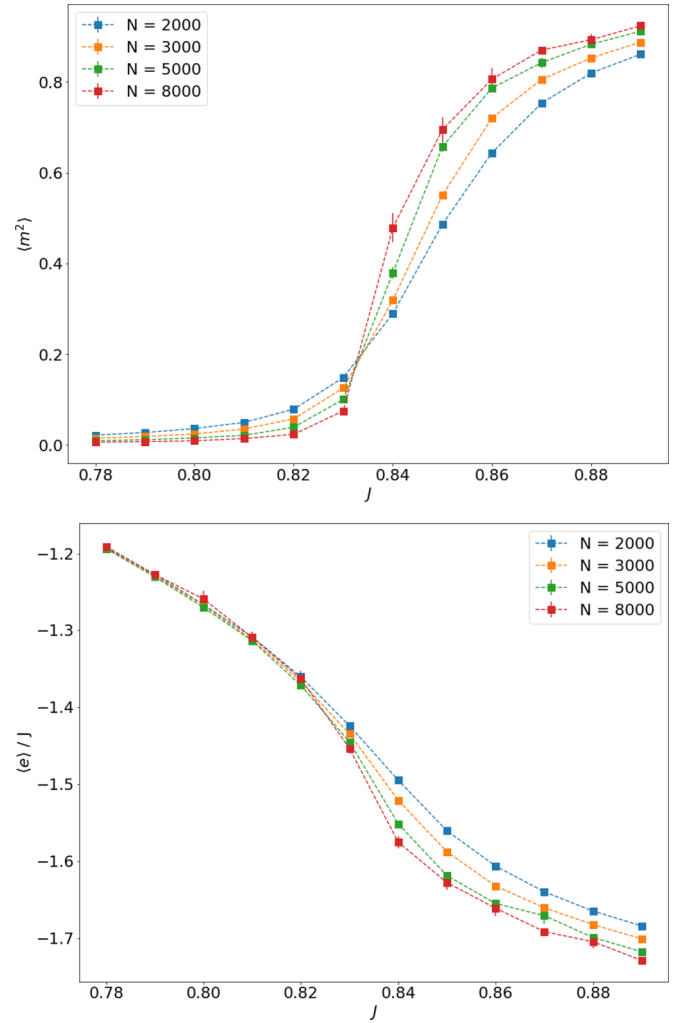 N = 2000
N = 3000
N = 5000
N = 8000
0.8
0.6
0.4
0.2
0.0
⟨m²⟩
0.78 0.80 0.82 0.84 0.86 0.88
J
N = 2000
N = 3000
N = 5000
N = 8000
−1.2
−1.3
−1.4
−1.5
−1.6
−1.7
⟨e⟩ / J
0.78 0.80 0.82 0.84 0.86 0.88
J